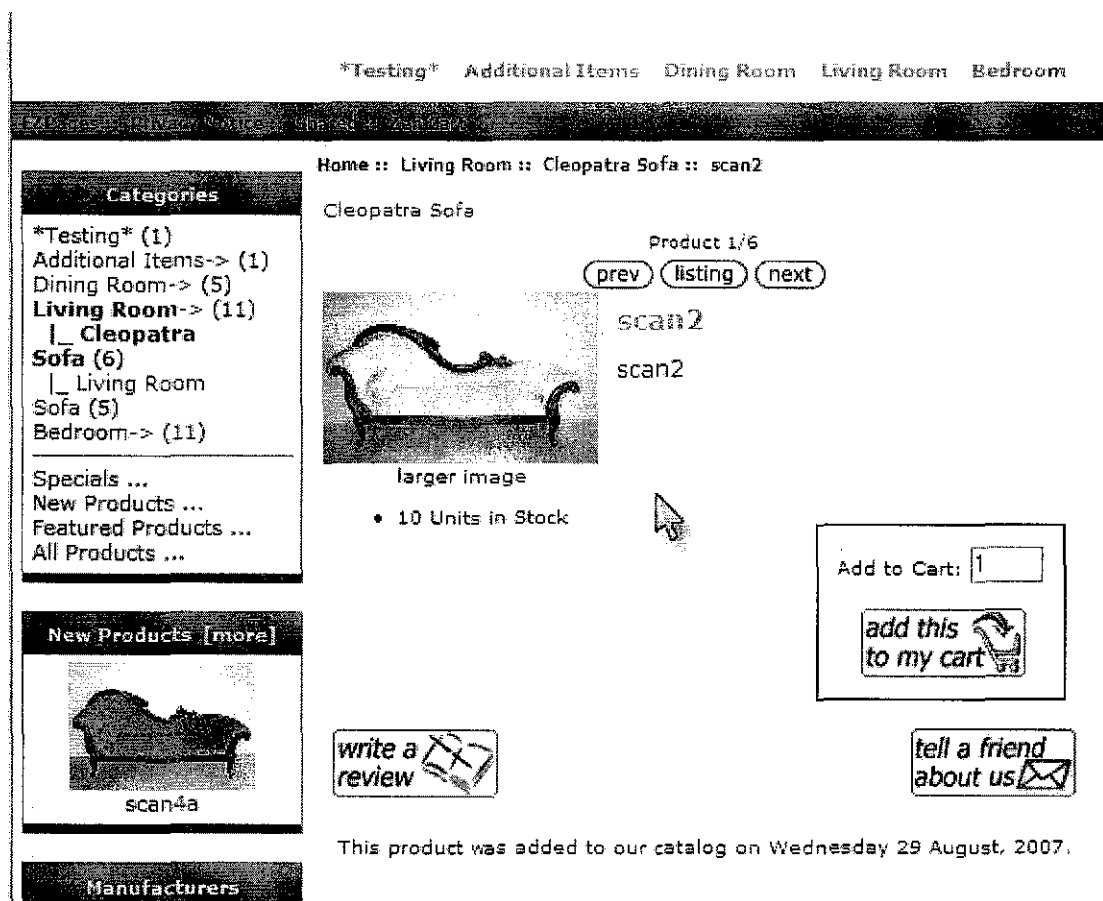 *Testing* Additional Items Dining Room Living Room Bedroom
Home :: Living Room :: Cleopatra Sofa :: scan2
Categories
*Testing* (1)
Additional Items-> (1)
Dining Room-> (5)
Living Room-> (11)
|_ Cleopatra
Sofa (6)
|_ Living Room
Sofa (5)
Bedroom-> (11)
Specials ...
New Products ...
Featured Products ...
All Products ...
New Products [more]
scan4a
Manufacturers
Cleopatra Sofa
Product 1/6
prev listing next
scan2
scan2
larger image
• 10 Units in Stock
Add to Cart: 1
add this
to my cart
write a
review
tell a friend
about us
This product was added to our catalog on Wednesday 29 August, 2007.